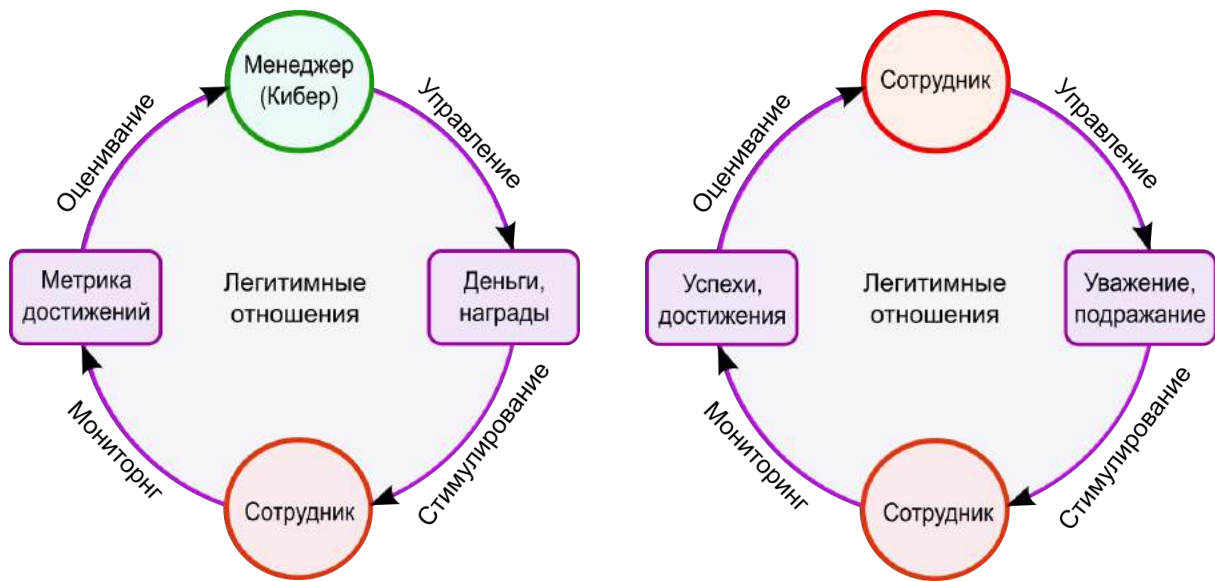 Менеджер
(Кибер)
Оценивание
Управление
Метрика
достижений
Легитимные
отношения
Деньги,
награды
Мониторнг
Стимулирование
Сотрудник
Сотрудник
Оценивание
Управление
Успехи,
достижения
Легитимные
отношения
Уважение,
подражание
Мониторинг
Стимулирование
Сотрудник